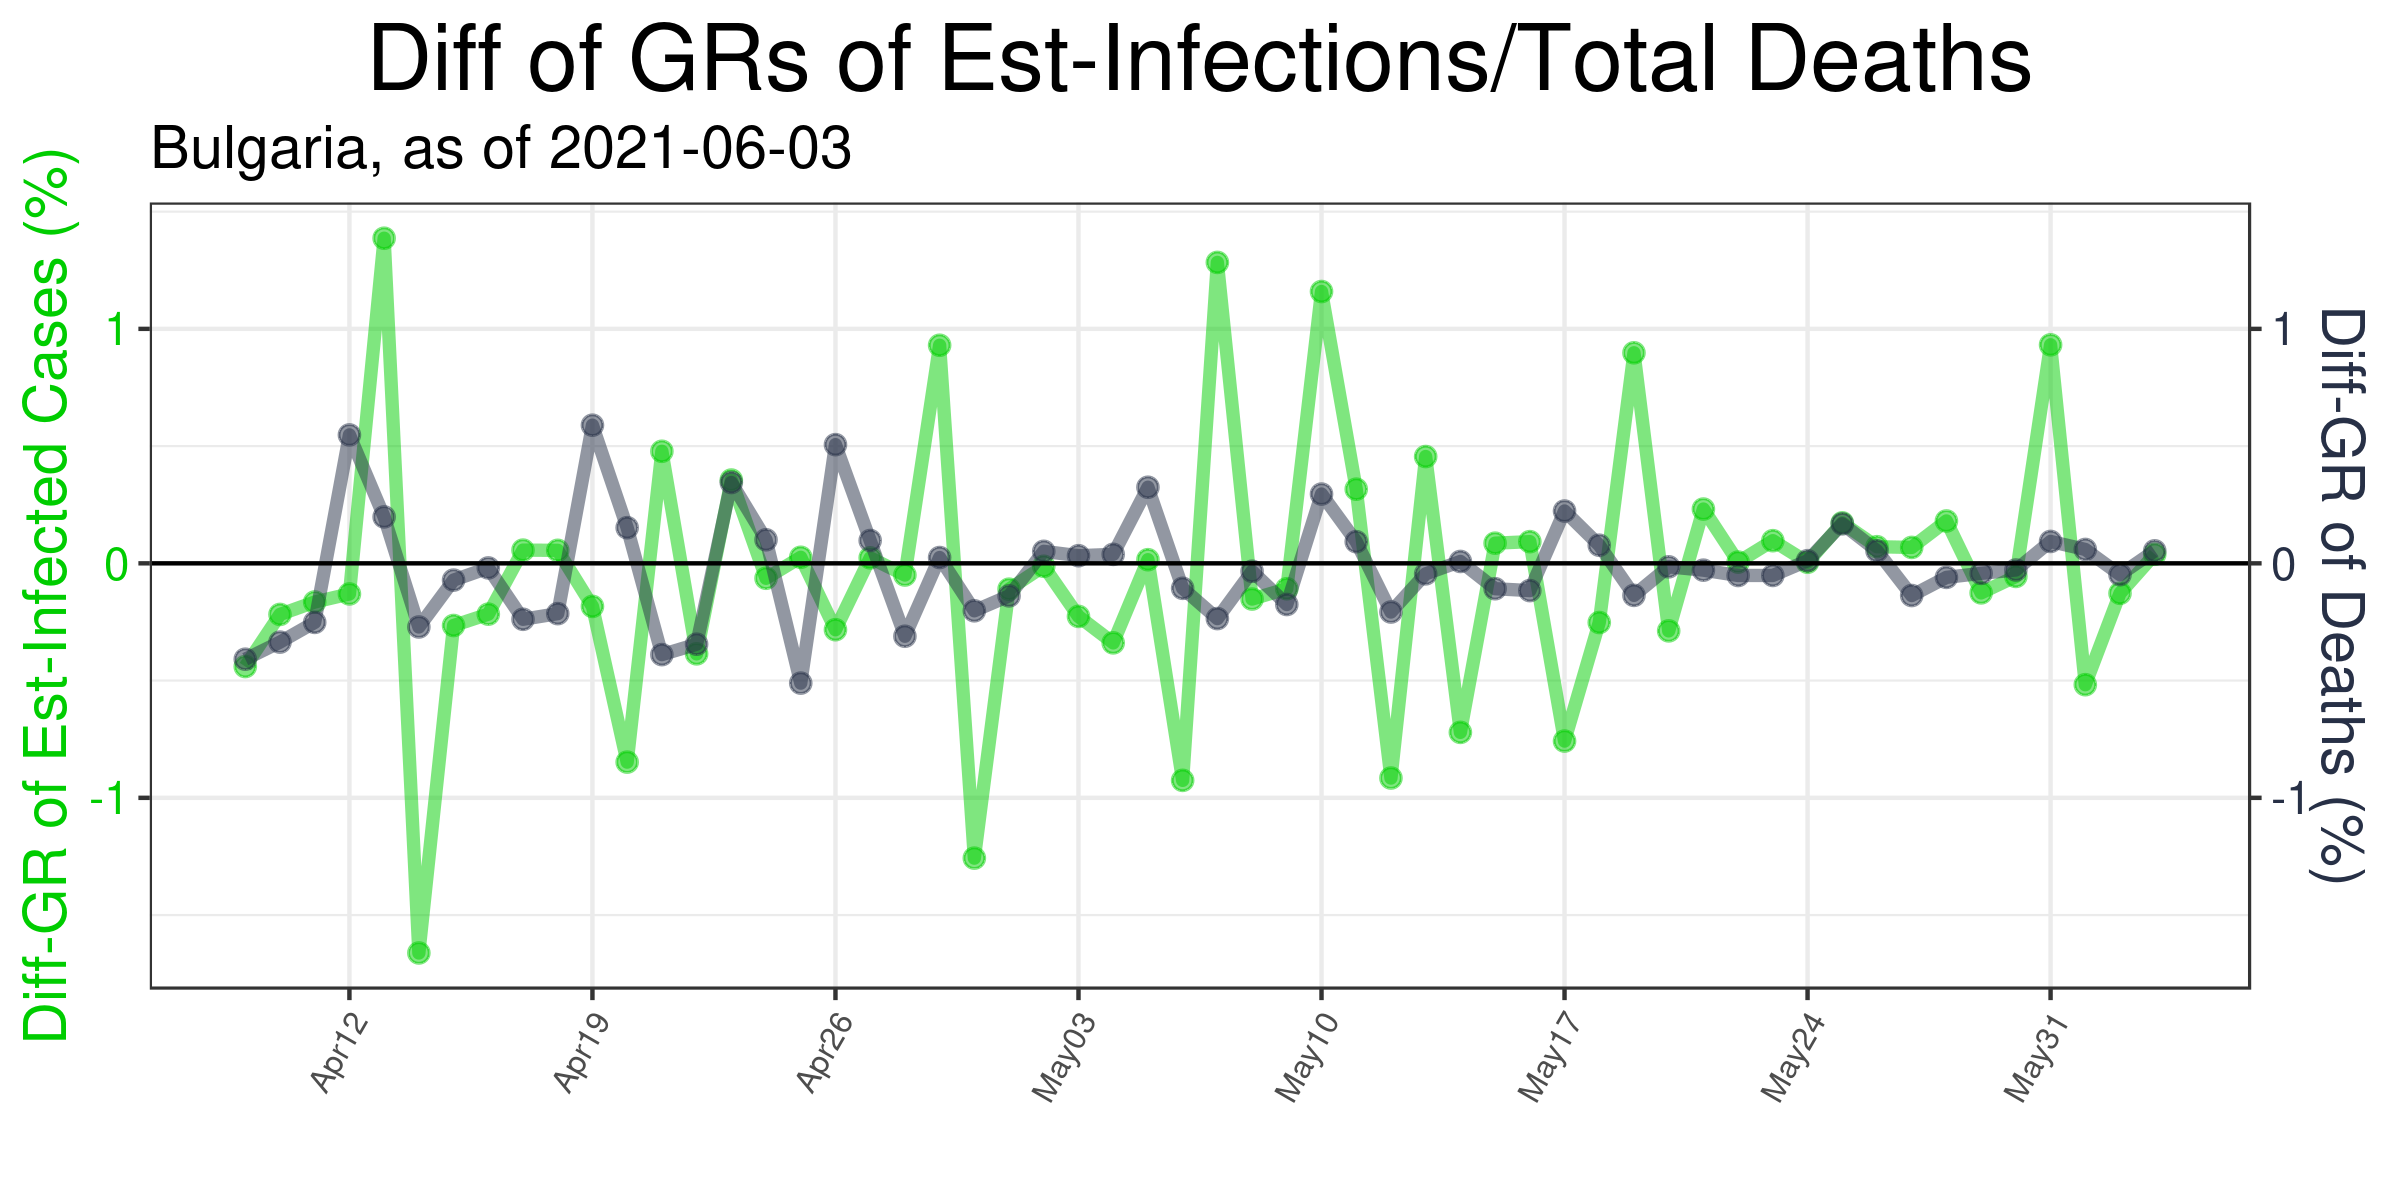 Diff of GRs of Est-Infections/Total Deaths
Bulgaria, as of 2021-06-03
Diff-GR of Est-Infected Cases (%)
1
0
-1
1
0
-1
Diff-GR of Deaths (%)
Apr12
Apr19
Apr26
May03
May10
May17
May24
May31